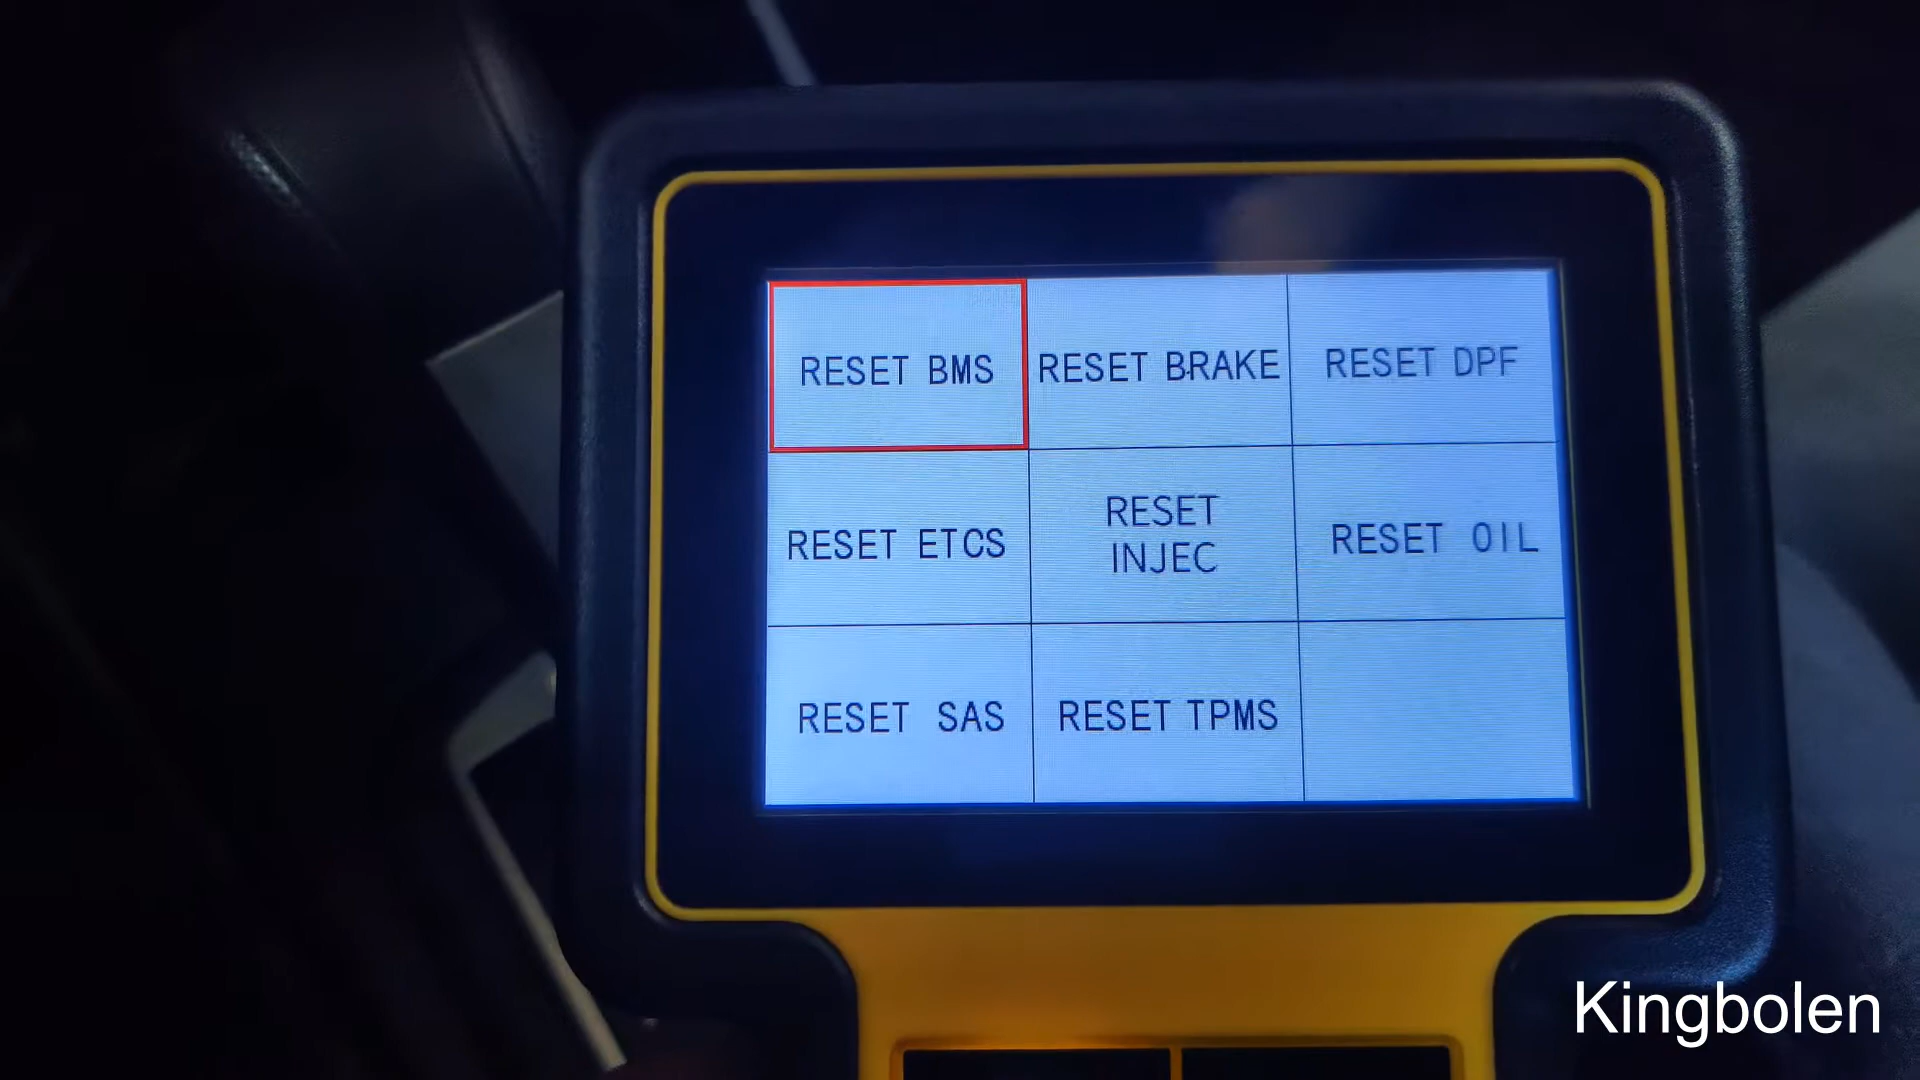 RESET BMS
RESET BRAKE
RESET DPF
RESET ETCS
RESET
INJEC
RESET OIL
RESET SAS
RESET TPMS
Kingbolen